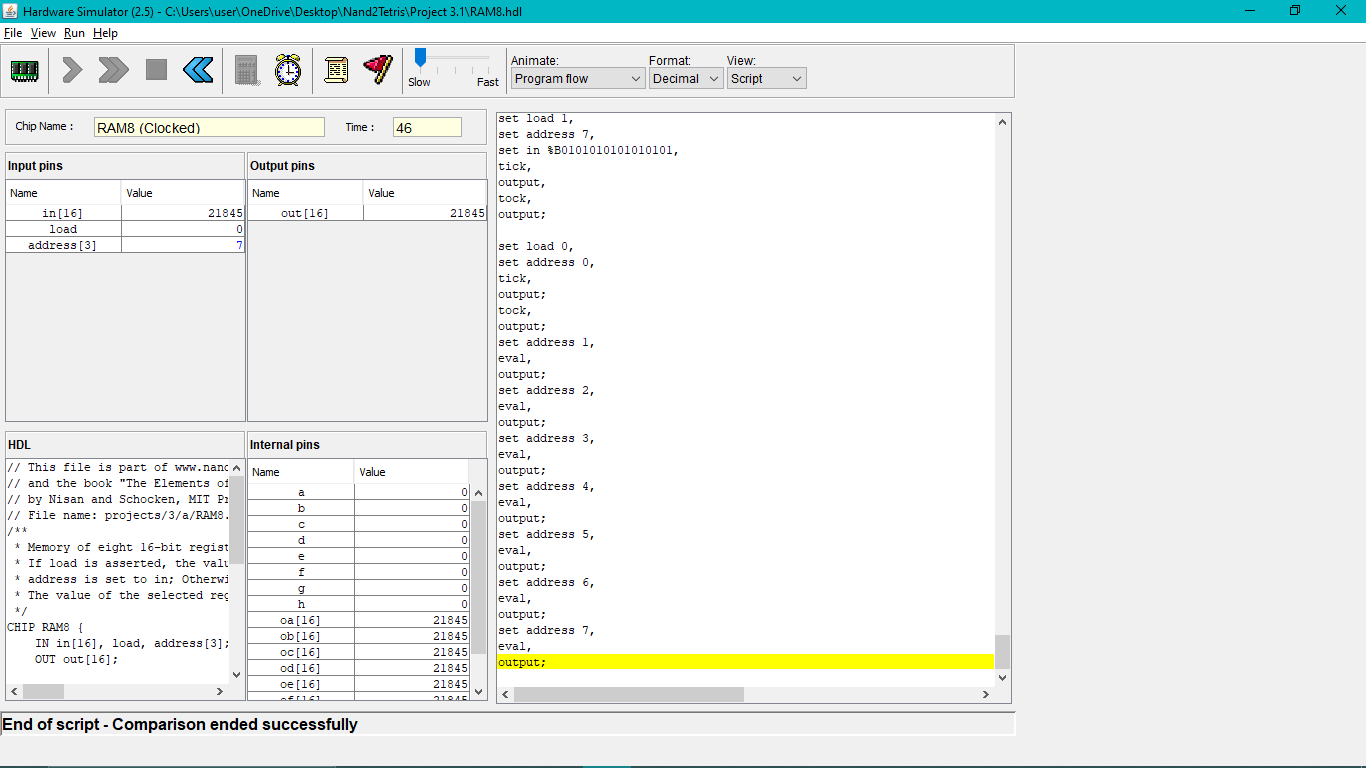 Hardware Simulator (2.5) - C:\Users\user\OneDrive\Desktop\Nand2Tetris\Project 3.1\RAM8.hdl
File View Run Help
Animate: Format: View:
Slow Fast Program flow Decimal Script
Chip Name : RAM8 (Clocked) Time : 46
Input pins
Name Value
in[16] 21845
load 0
address[3] 7
Output pins
Name Value
out[16] 21845
HDL
// This file is part of www.nand
// and the book "The Elements of
// by Nisan and Schocken, MIT Pr
// File name: projects/3/a/RAM8.
/**
* Memory of eight 16-bit regist
* If load is asserted, the valu
* address is set to in; Otherwi
* The value of the selected reg
*/
CHIP RAM8 {
IN in[16], load, address[3];
OUT out[16];
Internal pins
Name Value
a 0
b 0
c 0
d 0
e 0
f 0
g 0
h 0
oa[16] 21845
ob[16] 21845
oc[16] 21845
od[16] 21845
oe[16] 21845
of[16] 21845
set load 1,
set address 7,
set in %B0101010101010101,
tick,
output,
tock,
output;
set load 0,
set address 0,
tick,
output;
tock,
output;
set address 1,
eval,
output;
set address 2,
eval,
output;
set address 3,
eval,
output;
set address 4,
eval,
output;
set address 5,
eval,
output;
set address 6,
eval,
output;
set address 7,
eval,
output;
End of script - Comparison ended successfully